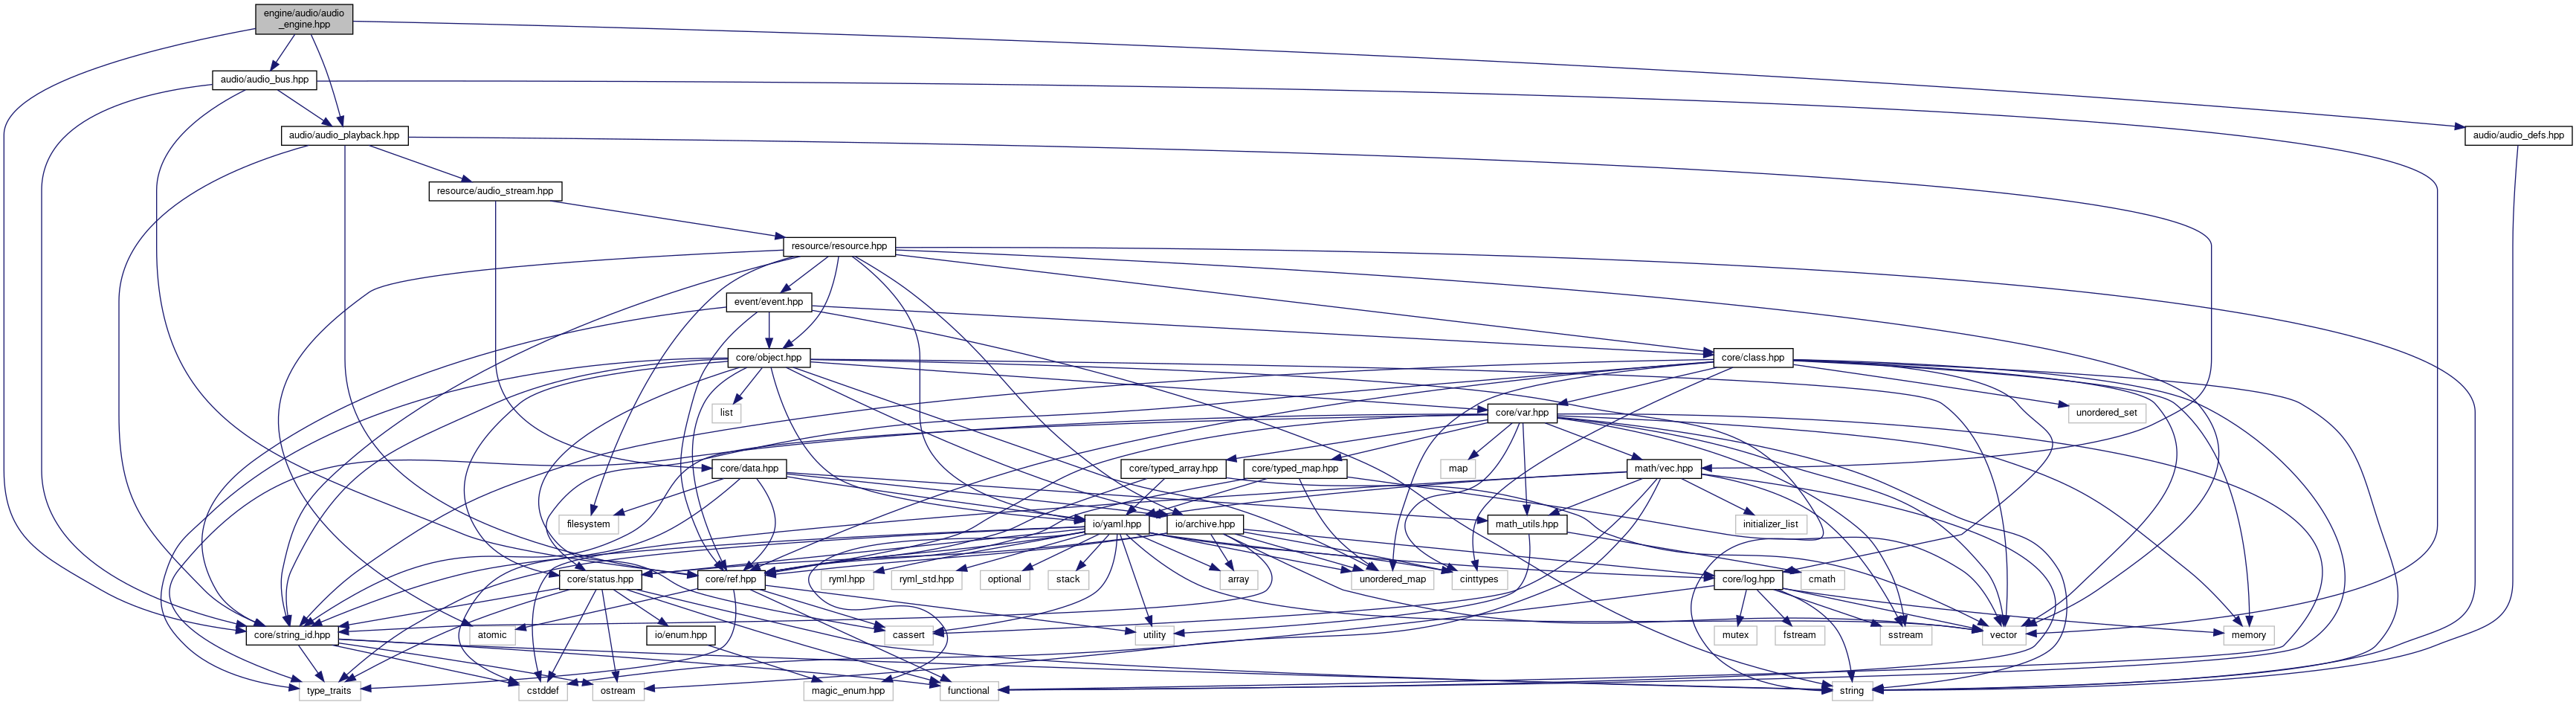 engine/audio/audio
_engine.hpp
audio/audio_bus.hpp
audio/audio_playback.hpp
audio/audio_defs.hpp
resource/audio_stream.hpp
resource/resource.hpp
event/event.hpp
core/object.hpp
core/class.hpp
list
core/var.hpp
unordered_set
core/data.hpp
core/typed_array.hpp
core/typed_map.hpp
map
math/vec.hpp
filesystem
io/yaml.hpp
io/archive.hpp
math_utils.hpp
initializer_list
core/status.hpp
core/ref.hpp
ryml.hpp
ryml_std.hpp
optional
stack
array
unordered_map
cinttypes
core/log.hpp
cmath
core/string_id.hpp
atomic
io/enum.hpp
cassert
utility
mutex
fstream
sstream
vector
memory
type_traits
cstddef
ostream
magic_enum.hpp
functional
string